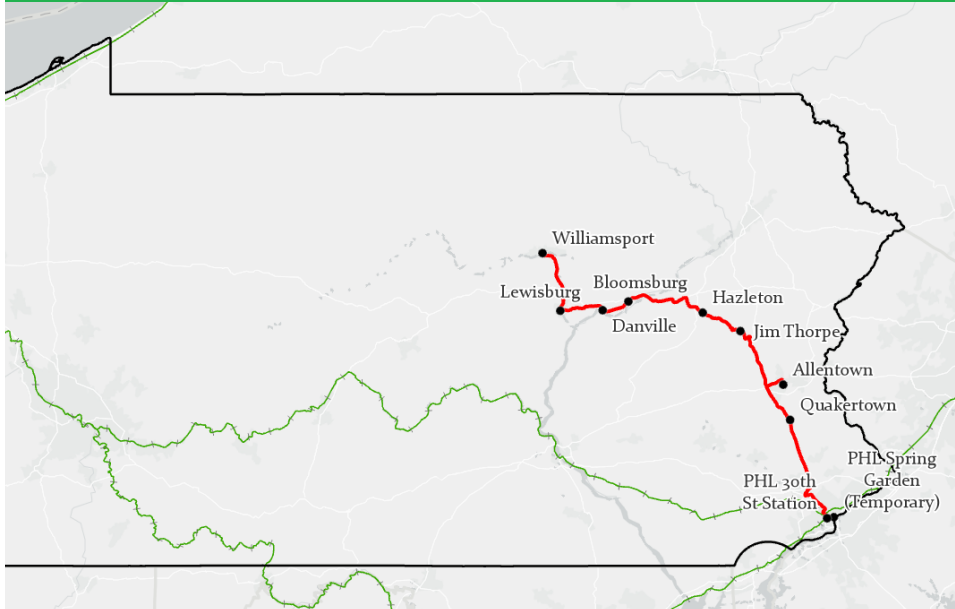 Williamsport
Bloomsburg
Lewisburg
Hazleton
Danville
Jim Thorpe
Allentown
Quakertown
PHL Spring
Garden
(Temporary)
PHL 30th
St Station